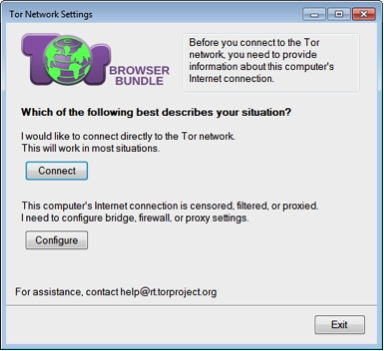 Tor Network Settings
Tor
BROWSER
BUNDLE
Before you connect to the Tor
network, you need to provide
information about this computer's
Internet connection.
Which of the following best describes your situation?
I would like to connect directly to the Tor network.
This will work in most situations.
Connect
This computer's Internet connection is censored, filtered, or proxied.
I need to configure bridge, firewall, or proxy settings.
Configure
For assistance, contact help@rt.torproject.org
Exit